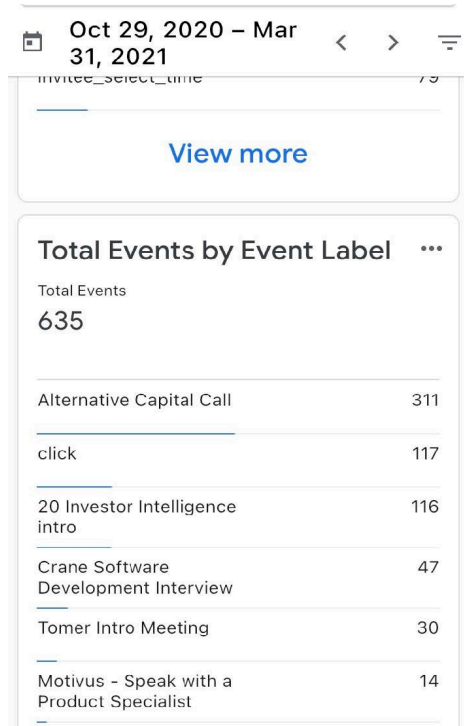 Oct 29, 2020 – Mar
31, 2021
invitee_select_time 79
View more
Total Events by Event Label
Total Events
635
Alternative Capital Call 311
click 117
20 Investor Intelligence 116
intro
Crane Software 47
Development Interview
Tomer Intro Meeting 30
Motivus - Speak with a 14
Product Specialist